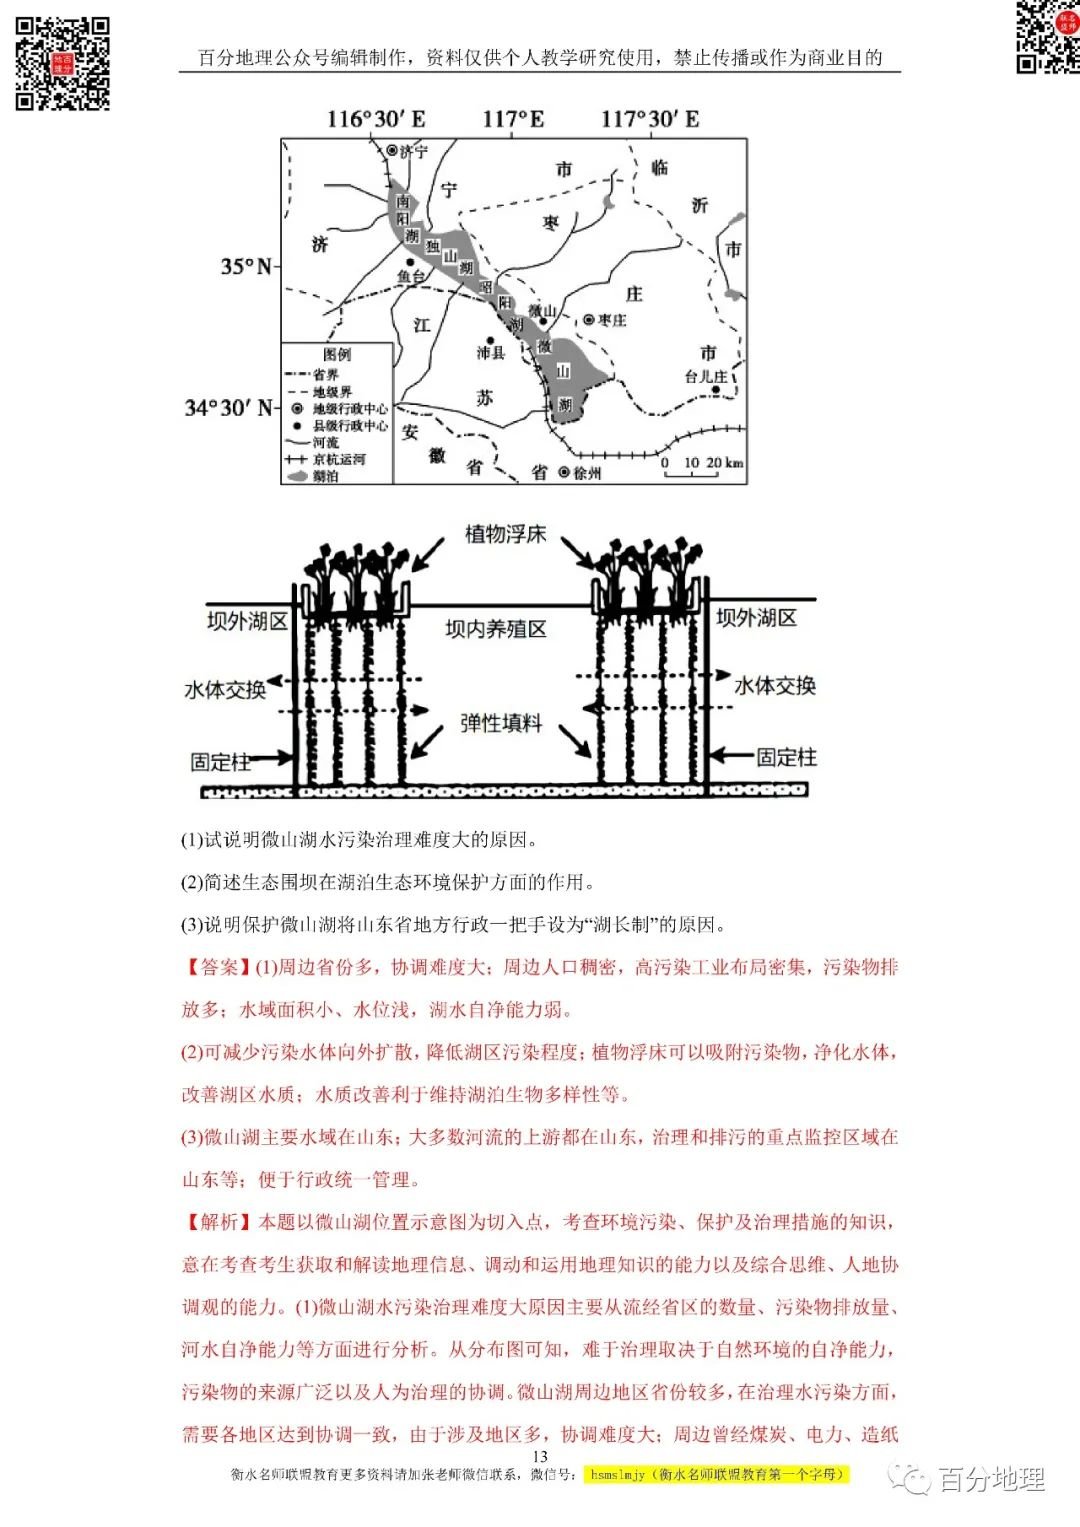 百分地理公众号编辑制作，资料仅供个人教学研究使用，禁止传播或作为商业目的
116°30′ E 117°E 117°30′ E
35°N
34°30′ N
济宁
宁
市
临
沂
市
枣
庄
市
济
南阳湖
独山湖
昭阳湖
微山湖
鱼台
微山
枣庄
江
沛县
台儿庄
苏
安
徽
省
省
徐州
0 10 20 km
图例
省界
地级界
地级行政中心
县级行政中心
河流
京杭运河
湖泊
植物浮床
坝外湖区
坝内养殖区
坝外湖区
水体交换
水体交换
弹性填料
固定柱
固定柱
(1)试说明微山湖水污染治理难度大的原因。
(2)简述生态围坝在湖泊生态环境保护方面的作用。
(3)说明保护微山湖将山东省地方行政一把手设为“湖长制”的原因。
【答案】(1)周边省份多，协调难度大；周边人口稠密，高污染工业布局密集，污染物排
放多；水域面积小、水位浅，湖水自净能力弱。
(2)可减少污染水体向外扩散，降低湖区污染程度；植物浮床可以吸附污染物，净化水体，
改善湖区水质；水质改善利于维持湖泊生物多样性等。
(3)微山湖主要水域在山东；大多数河流的上游都在山东，治理和排污的重点监控区域在
山东等；便于行政统一管理。
【解析】本题以微山湖位置示意图为切入点，考查环境污染、保护及治理措施的知识，
意在考查考生获取和解读地理信息、调动和运用地理知识的能力以及综合思维、人地协
调观的能力。(1)微山湖水污染治理难度大原因主要从流经省区的数量、污染物排放量、
河水自净能力等方面进行分析。从分布图可知，难于治理取决于自然环境的自净能力，
污染物的来源广泛以及人为治理的协调。微山湖周边地区省份较多，在治理水污染方面，
需要各地区达到协调一致，由于涉及地区多，协调难度大；周边曾经煤炭、电力、造纸
13
衡水名师联盟教育更多资料请加张老师微信联系，微信号： hsmslmjy（衡水名师联盟教育第一个字母）
百分地理